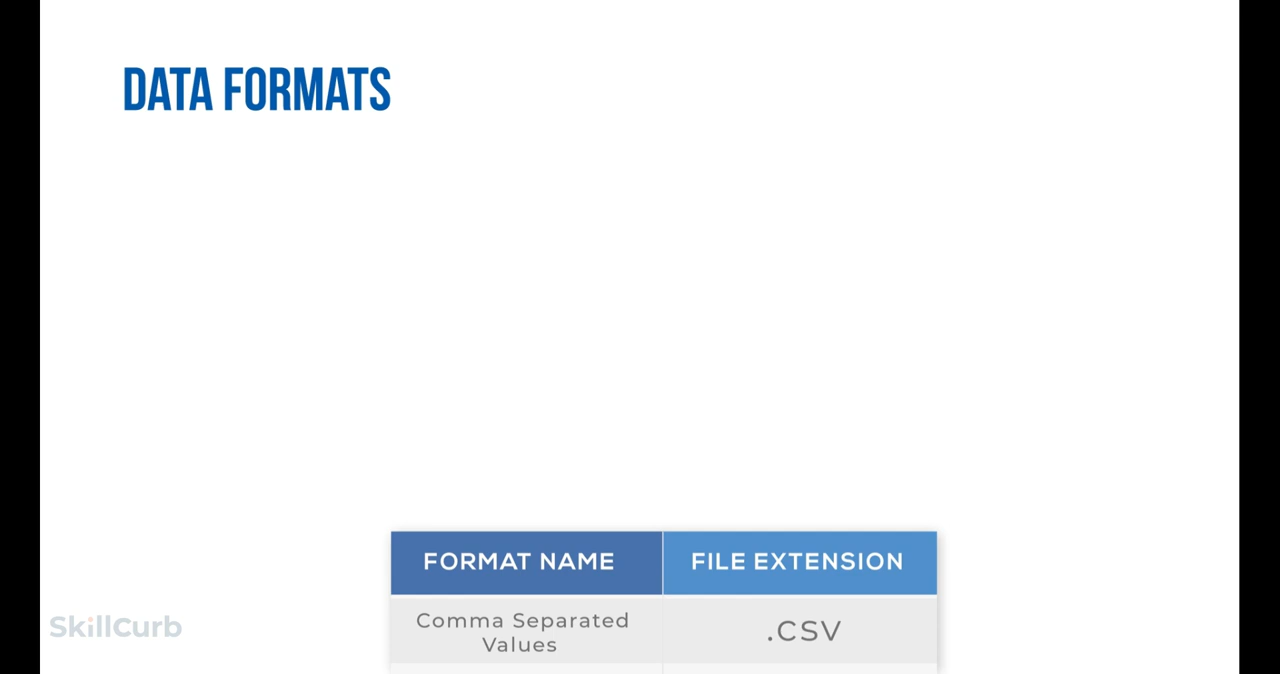 DATA FORMATS
FORMAT NAME FILE EXTENSION
Comma Separated
Values
.CSV
SkillCurb